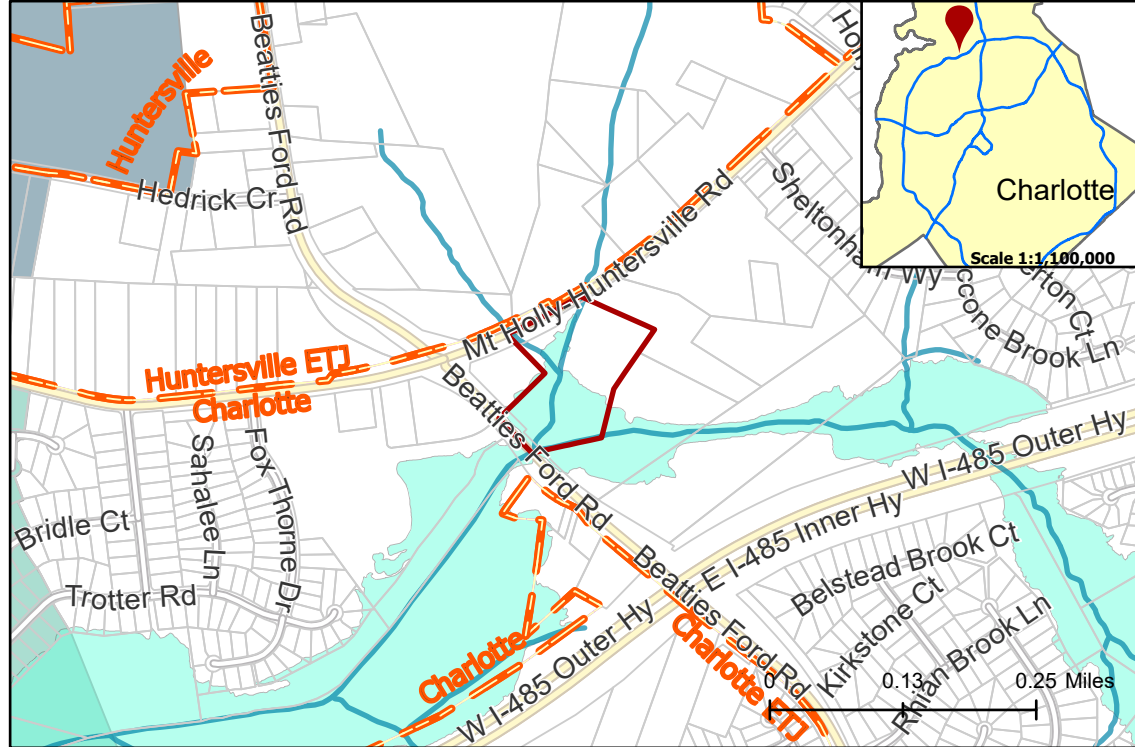 Beatties Ford Rd
Huntersville
Hedrick Cr
Charlotte
Scale 1:1,100,000
Sheltonham Wy
Mt Holly-Huntersville Rd
Huntersville ETJ
Charlotte
Beatties Ford Rd
Sahalee Ln
Fox Thorne Dr
Bridle Ct
Trotter Rd
W I-485 Outer Hy
E I-485 Inner Hy
Beatties Ford Rd
Belstead Brook Ct
Kirkstone Ct
Rhian Brook Ln
Charlotte
Charlotte ETJ
W I-485 Outer Hy
0 0.13 0.25 Miles